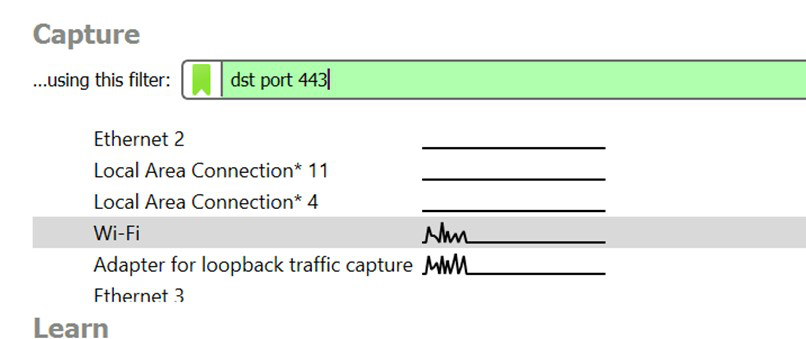 Capture
...using this filter: dst port 443
Ethernet 2
Local Area Connection* 11
Local Area Connection* 4
Wi-Fi
Adapter for loopback traffic capture
Ethernet 3
Learn